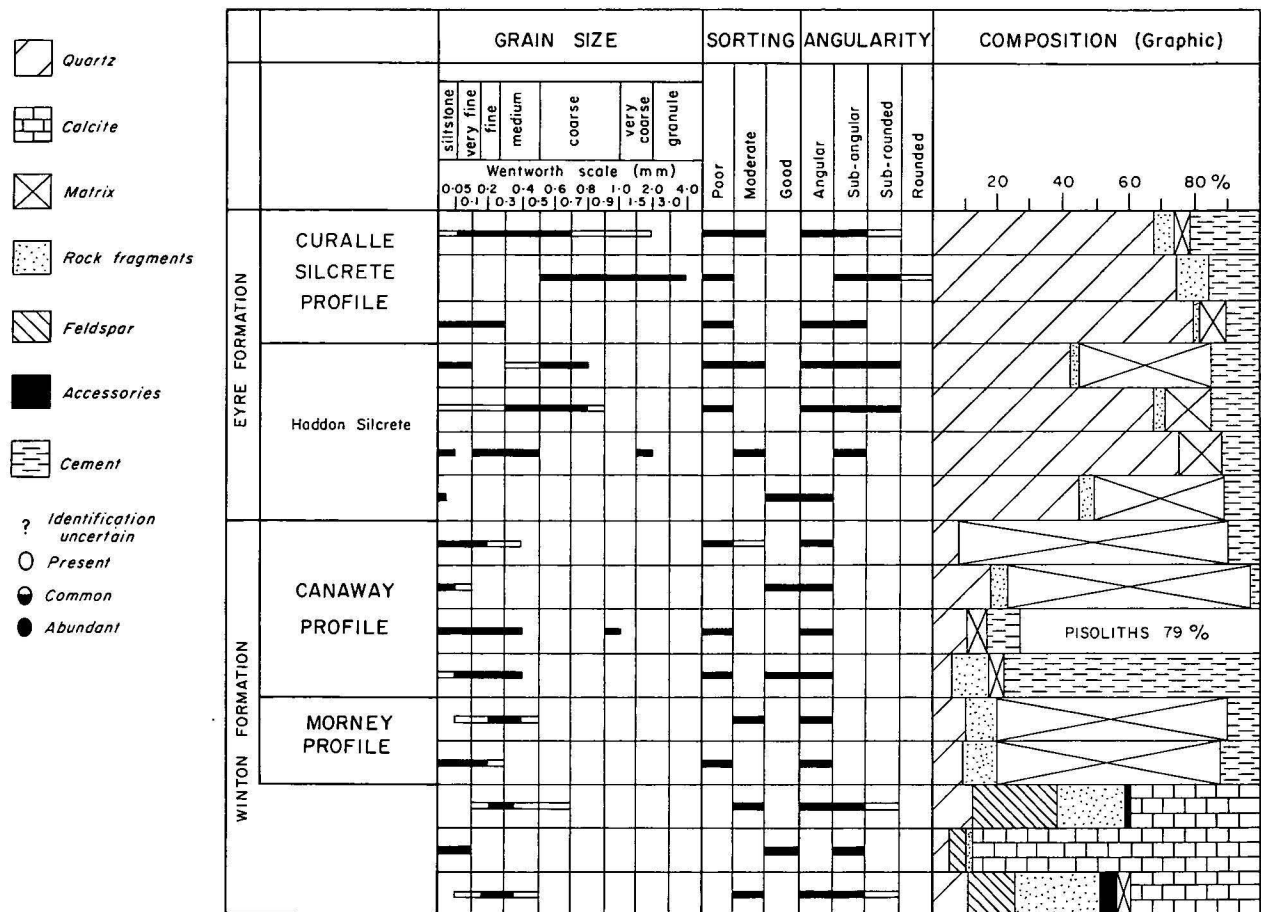 Quartz
Calcite
Matrix
Rock fragments
Feldspar
Accessories
Cement
? Identification
uncertain
Present
Common
Abundant
GRAIN SIZE
SORTING
ANGULARITY
COMPOSITION (Graphic)
siltstone
very fine
fine
medium
coarse
very
coarse
granule
Wentworth scale (mm)
0·05 0·2 0·4 0·6 0·8 1·0 2·0 4·0
0·1 0·3 0·5 0·7 0·9 1·5 3·0
Poor
Moderate
Good
Angular
Sub-angular
Sub-rounded
Rounded
20 40 60 80 %
EYRE FORMATION
CURALLE
SILCRETE
PROFILE
Haddon Silcrete
WINTON FORMATION
CANAWAY
PROFILE
PISOLITHS 79 %
MORNEY
PROFILE